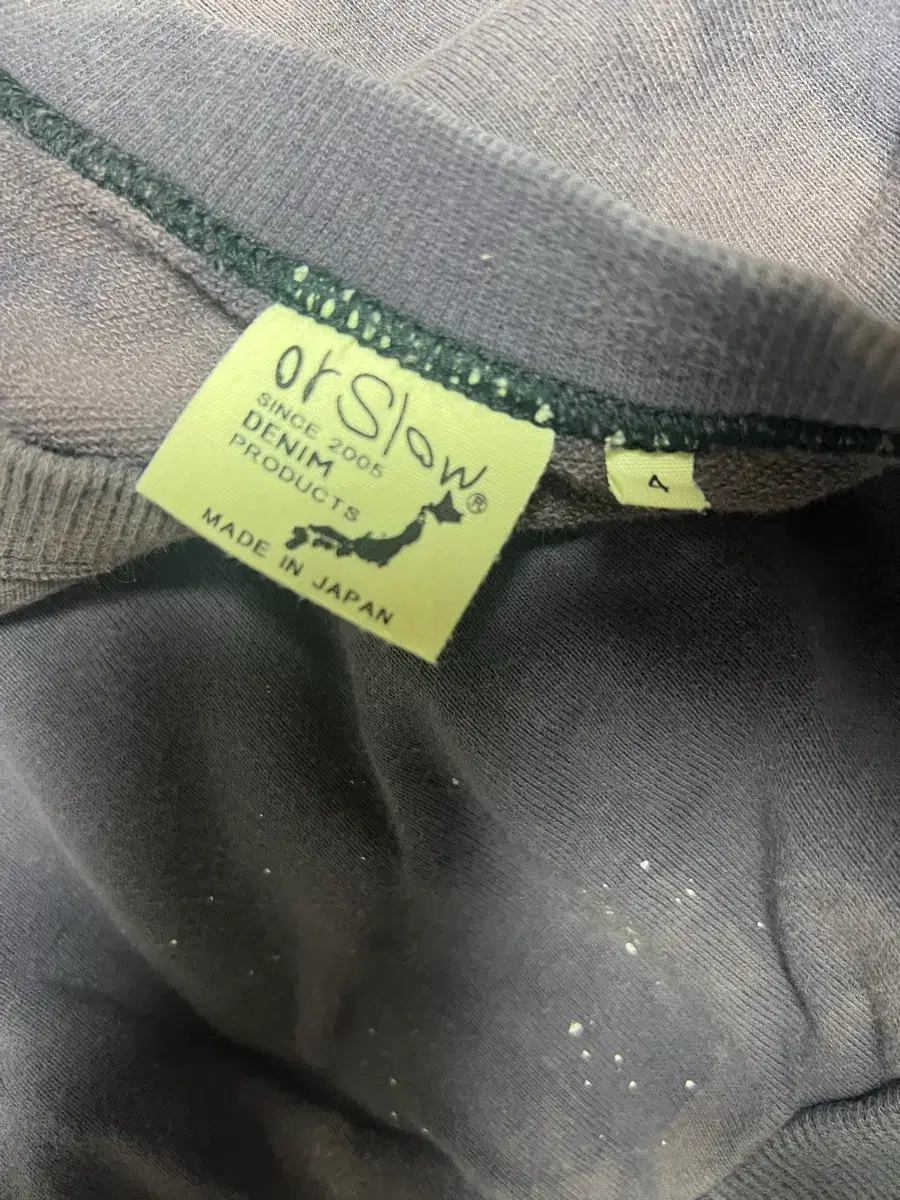 orSlow®
SINCE 2005
DENIM
PRODUCTS
MADE IN JAPAN
4